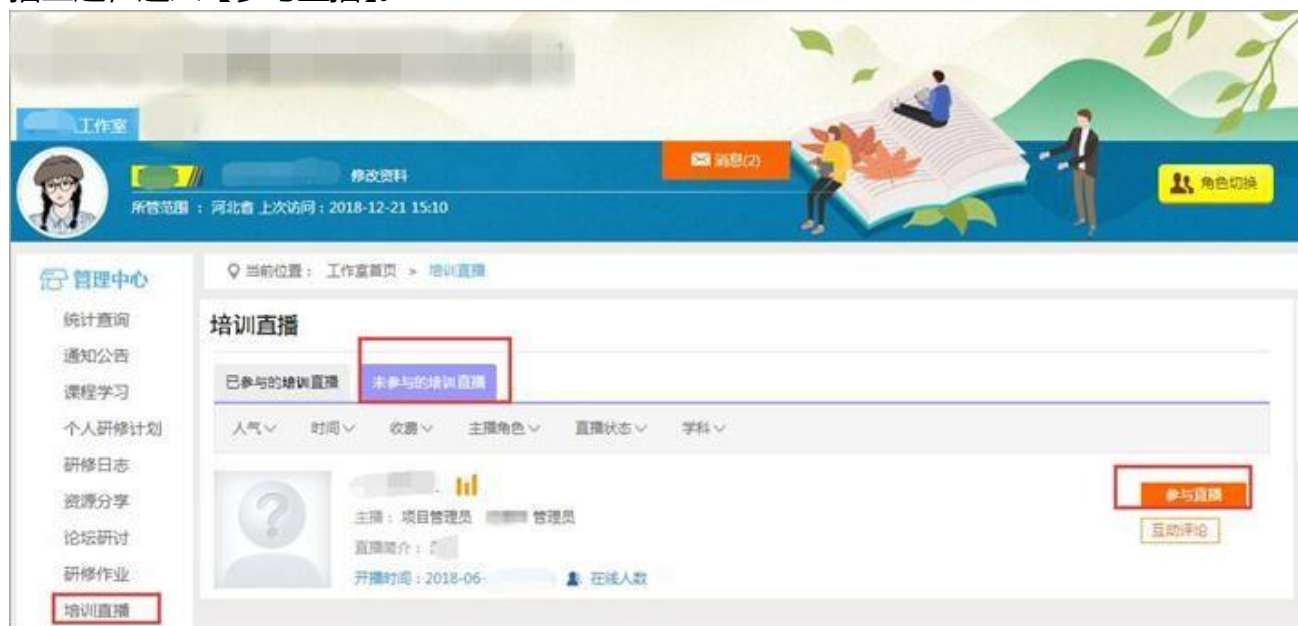 工作室
消息(2)
修改资料
角色切换
所管范围 : 河北省 上次访问 : 2018-12-21 15:10
管理中心
当前位置 : 工作室首页 > 培训直播
统计查询
通知公告
课程学习
个人研修计划
研修日志
资源分享
论坛研讨
研修作业
培训直播
培训直播
已参与的培训直播 未参与的培训直播
人气 时间 收费 主播角色 直播状态 学科
主播 : 项目管理员 管理员
直播简介 :
开播时间 : 2018-06- 在线人数
参与直播
互助评论